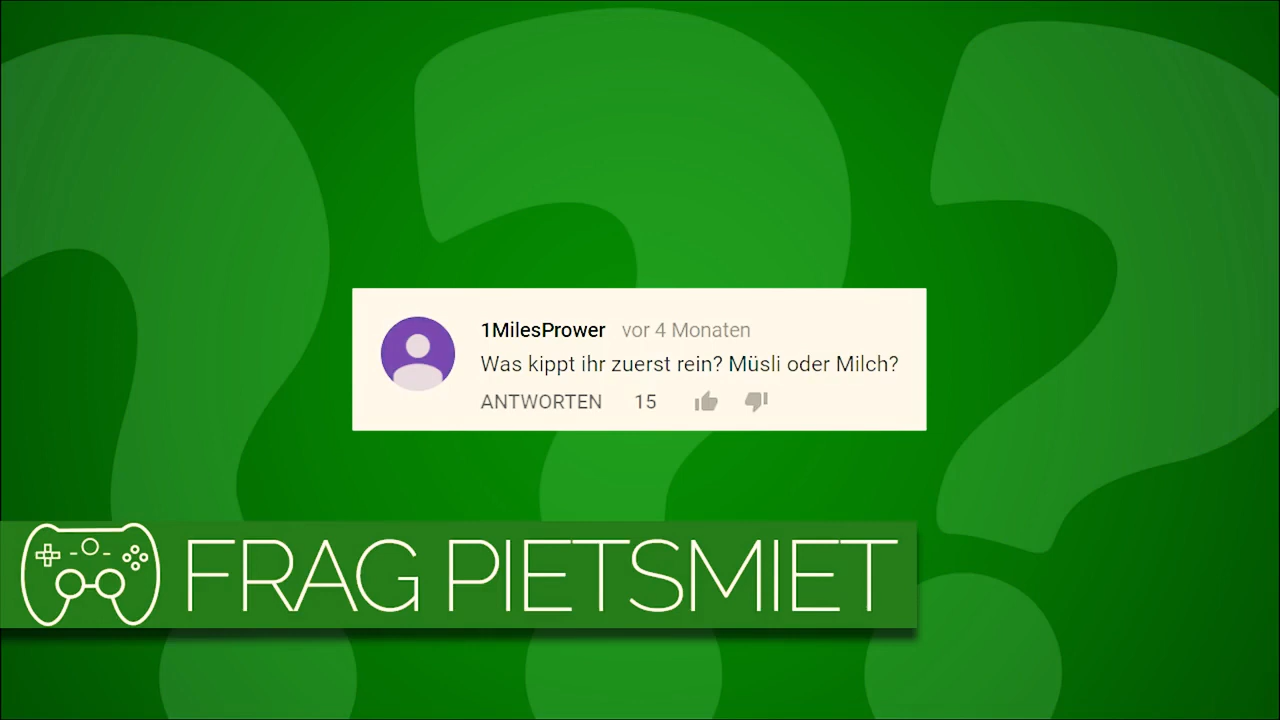 1MilesPrower vor 4 Monaten
Was kippt ihr zuerst rein? Müsli oder Milch?
ANTWORTEN 15
FRAG PIETSMIET